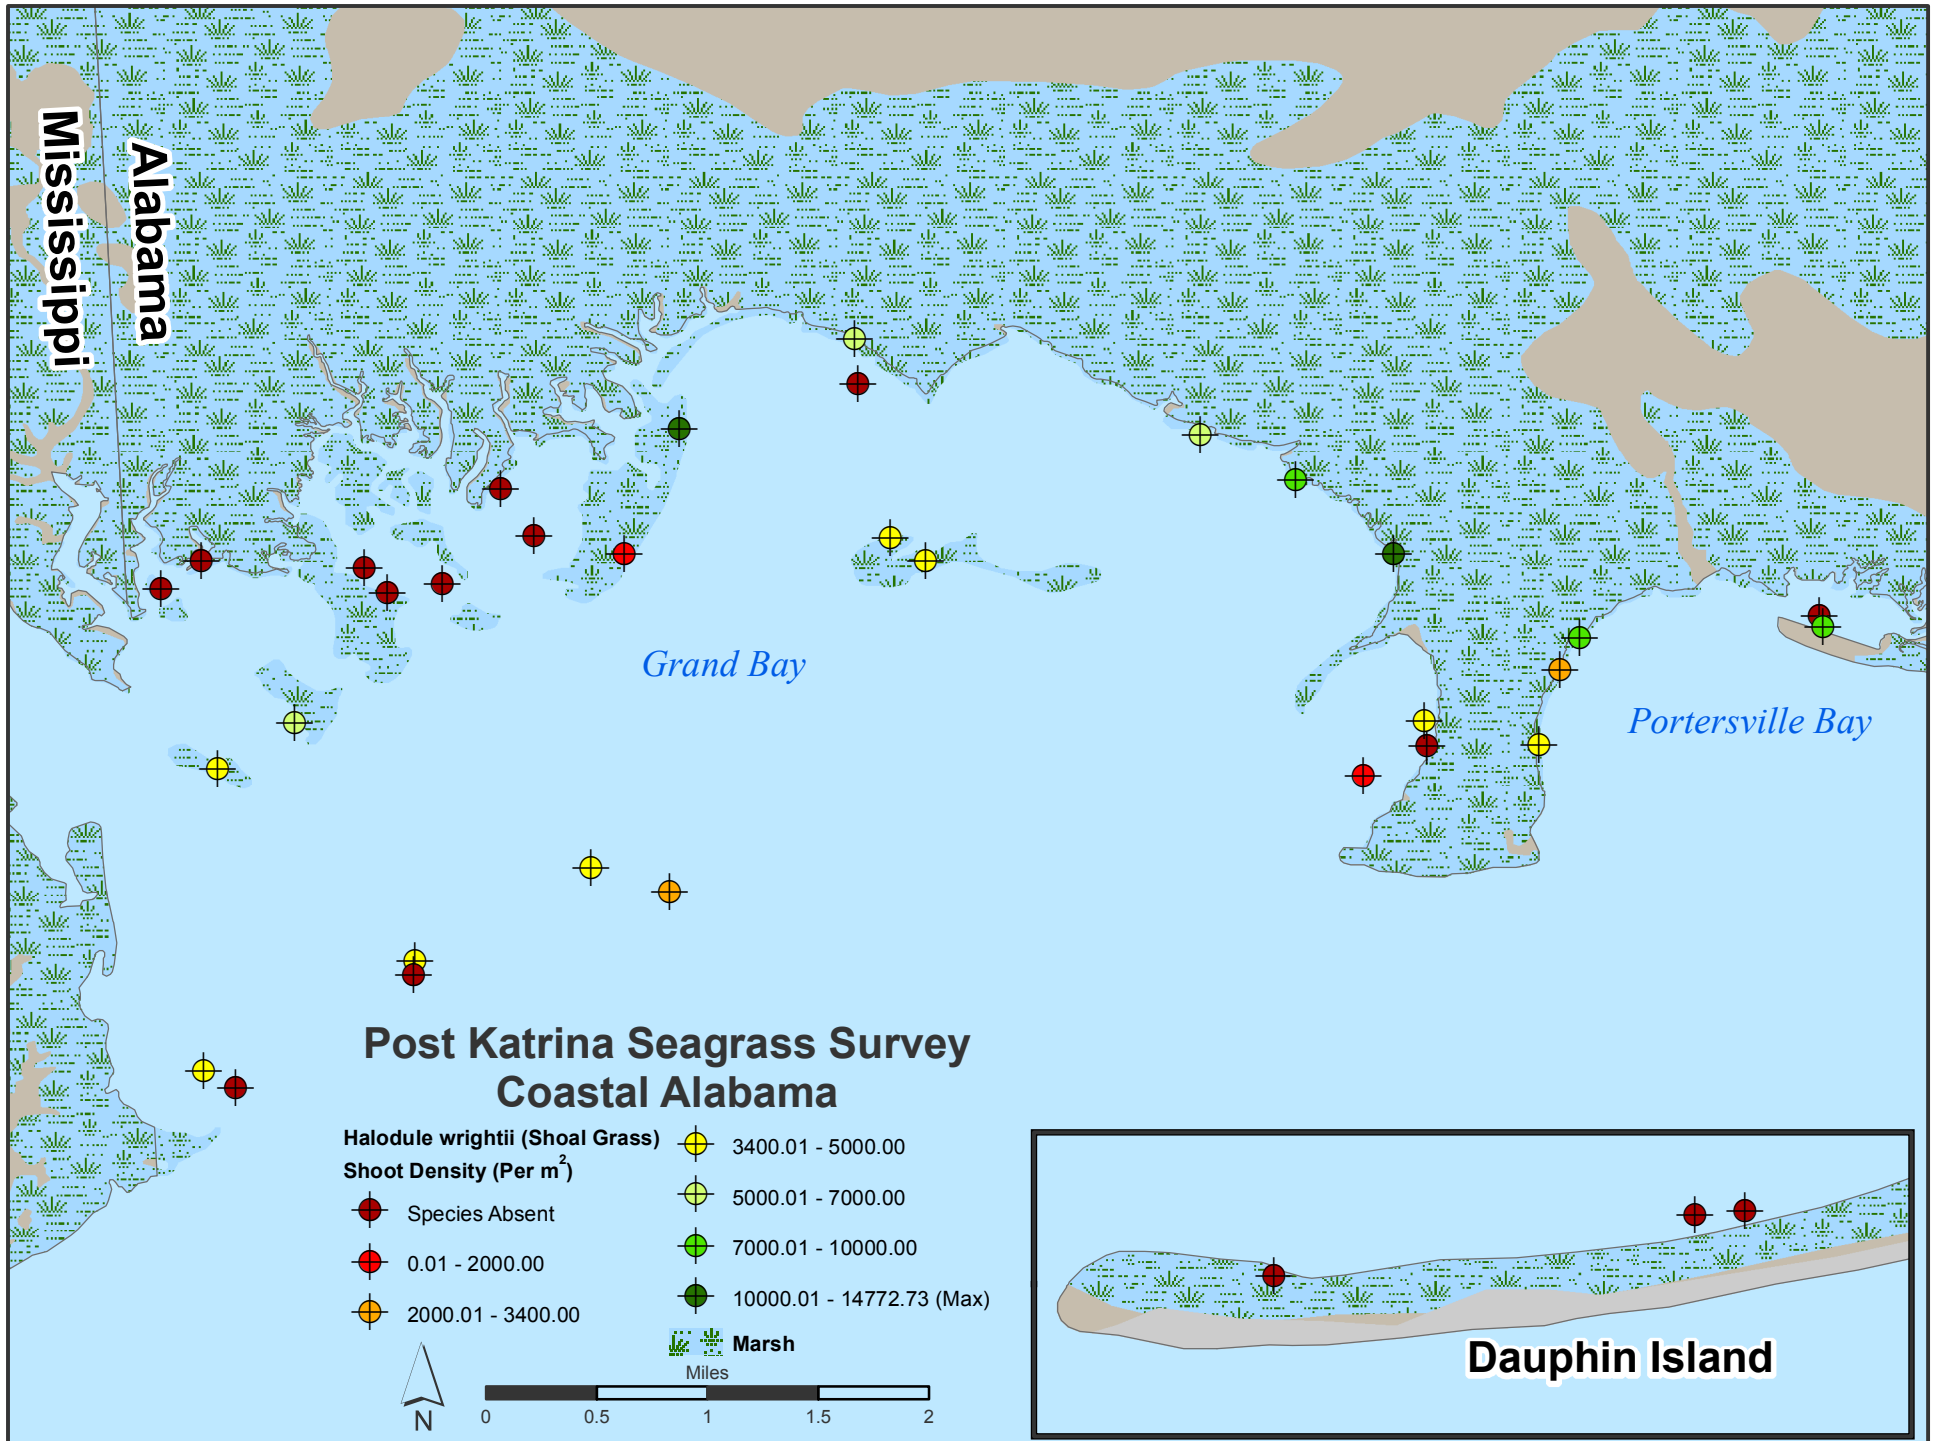 Mississippi
Alabama
Grand Bay
Portersville Bay
Post Katrina Seagrass Survey
Coastal Alabama
Halodule wrightii (Shoal Grass)
Shoot Density (Per m²)
Species Absent
0.01 - 2000.00
2000.01 - 3400.00
3400.01 - 5000.00
5000.01 - 7000.00
7000.01 - 10000.00
10000.01 - 14772.73 (Max)
Marsh
Miles
N
0 0.5 1 1.5 2
Dauphin Island